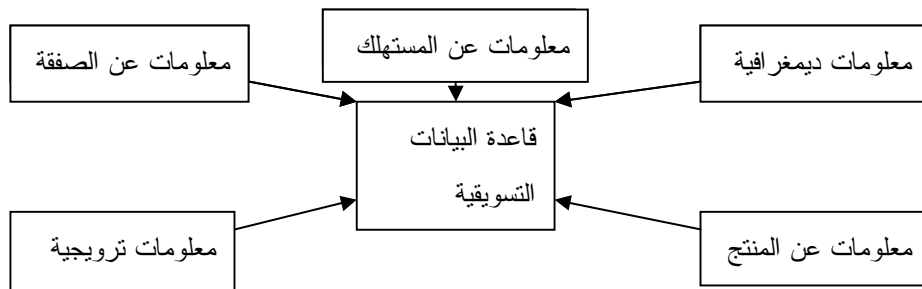 معلومات عن المستهلك
معلومات ديمغرافية
معلومات عن الصفقة
قاعدة البيانات
التسويقية
معلومات عن المنتج
معلومات ترويجية